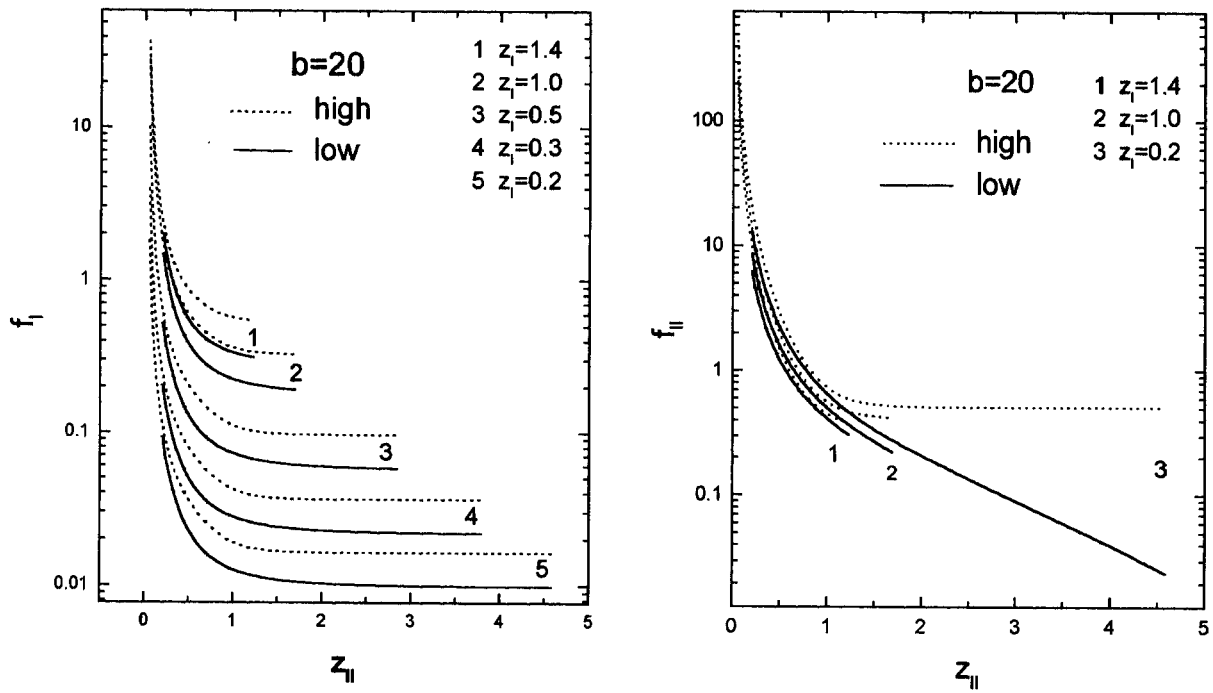 b=20
high
low
1 z_I=1.4
2 z_I=1.0
3 z_I=0.5
4 z_I=0.3
5 z_I=0.2
10
1
0.1
0.01
f_I
1
2
3
4
5
0 1 2 3 4 5
z_II
b=20
high
low
1 z_I=1.4
2 z_I=1.0
3 z_I=0.2
100
10
1
0.1
f_II
1
2
3
0 1 2 3 4 5
z_II